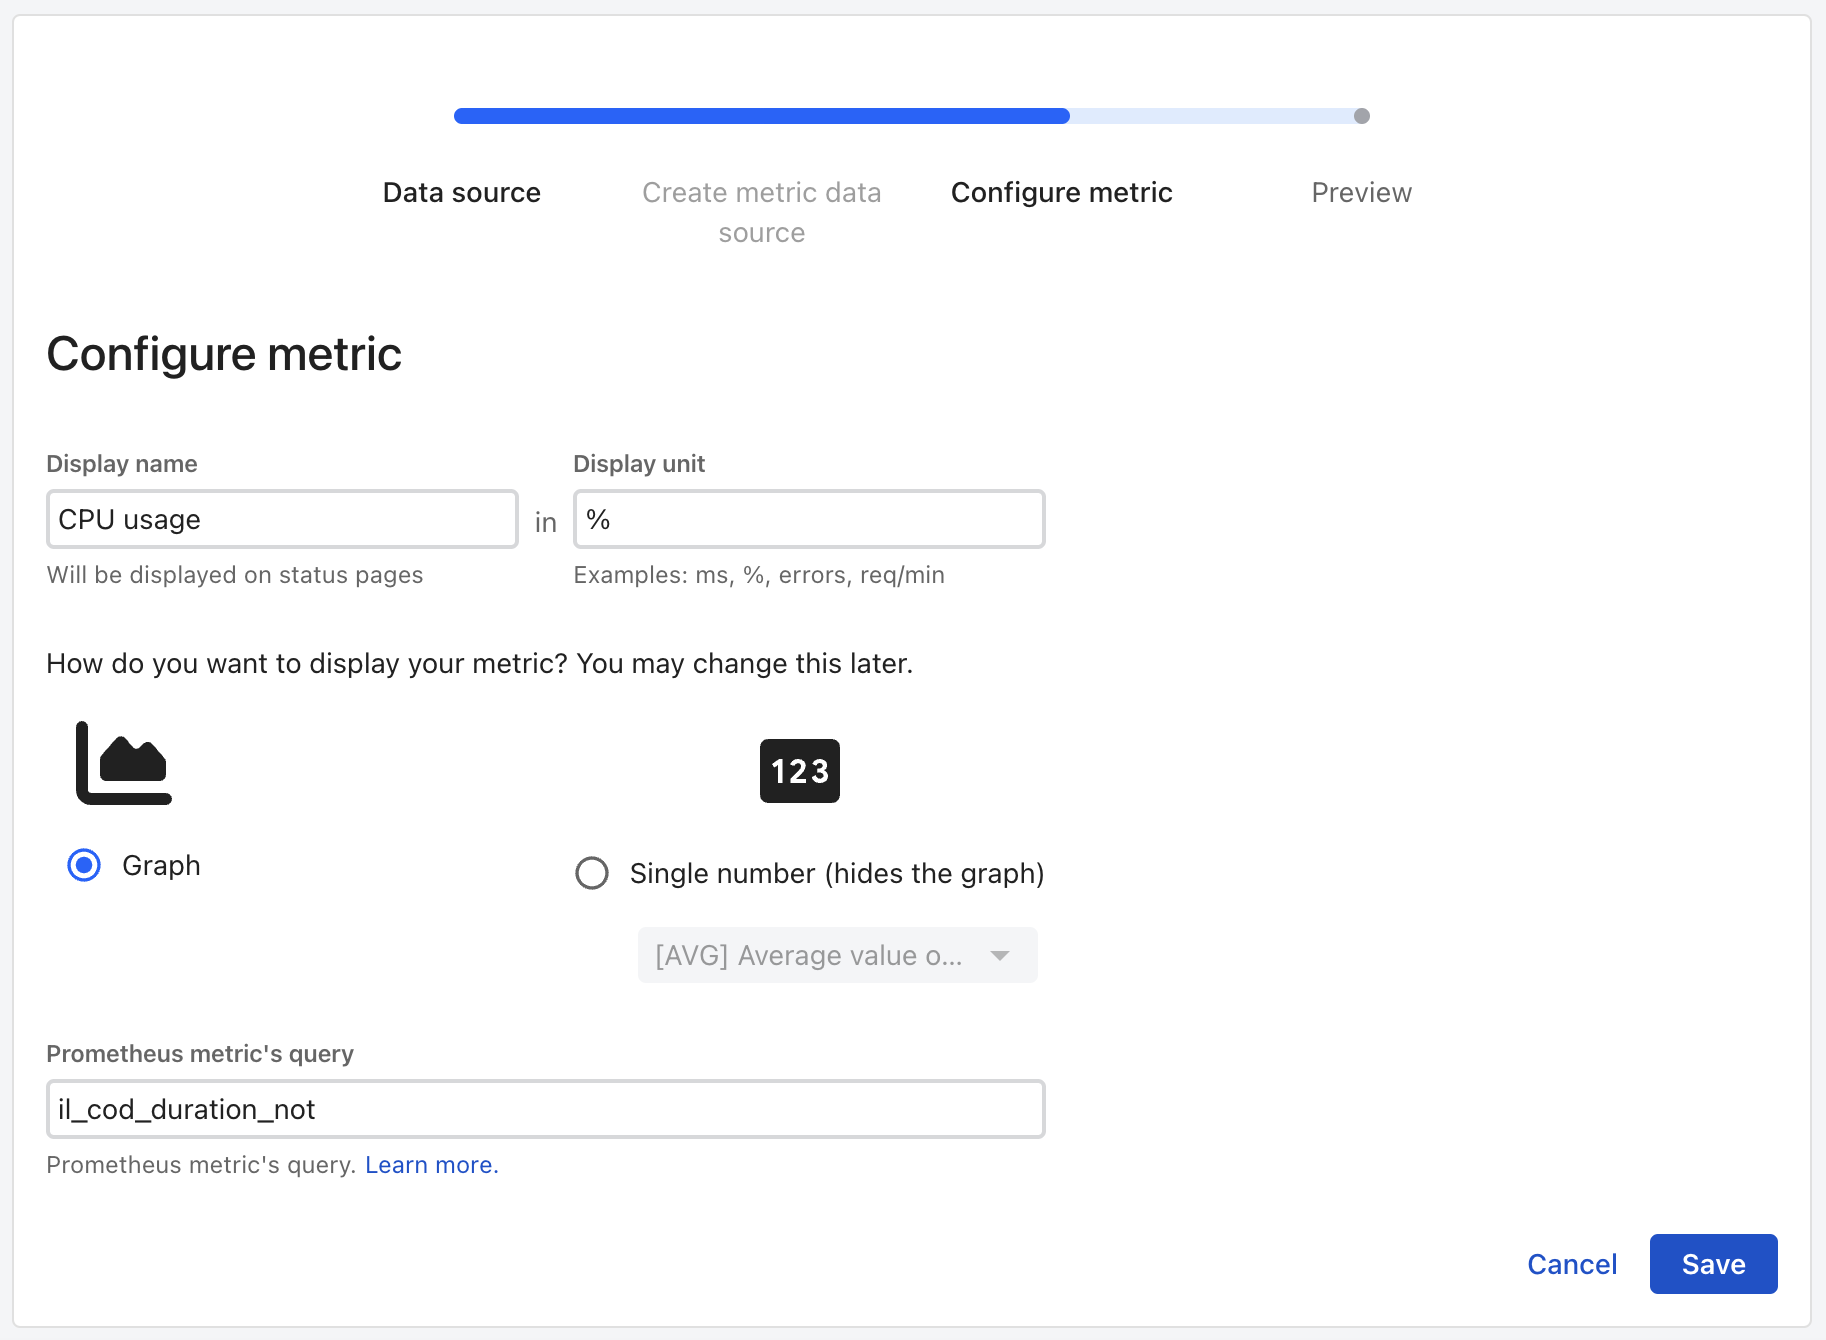 Data source
Create metric data
source
Configure metric
Preview
Configure metric
Display name
Display unit
CPU usage
in
%
Will be displayed on status pages
Examples: ms, %, errors, req/min
How do you want to display your metric? You may change this later.
123
Graph
Single number (hides the graph)
[AVG] Average value o...
Prometheus metric's query
il_cod_duration_not
Prometheus metric's query. Learn more.
Cancel
Save